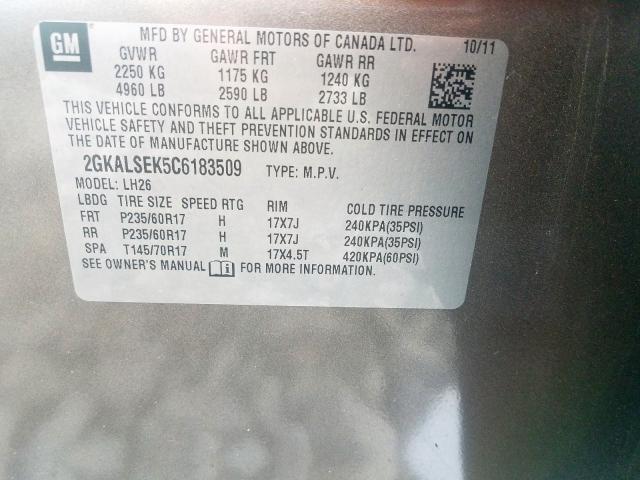 GM
MFD BY GENERAL MOTORS OF CANADA LTD. 10/11
GVWR GAWR FRT GAWR RR
2250 KG 1175 KG 1240 KG
4960 LB 2590 LB 2733 LB
THIS VEHICLE CONFORMS TO ALL APPLICABLE U.S. FEDERAL MOTOR
VEHICLE SAFETY AND THEFT PREVENTION STANDARDS IN EFFECT ON
THE DATE OF MANUFACTURE SHOWN ABOVE.
2GKALSEK5C6183509 TYPE: M.P.V.
MODEL: LH26
LBDG TIRE SIZE SPEED RTG RIM COLD TIRE PRESSURE
FRT P235/60R17 H 17X7J 240KPA(35PSI)
RR P235/60R17 H 17X7J 240KPA(35PSI)
SPA T145/70R17 M 17X4.5T 420KPA(60PSI)
SEE OWNER'S MANUAL FOR MORE INFORMATION.